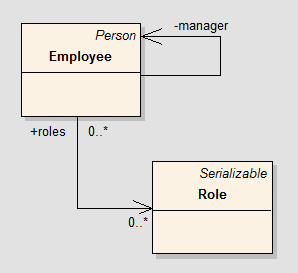 -manager
Person
Employee
+roles 0..*
Serializable
Role
0..*